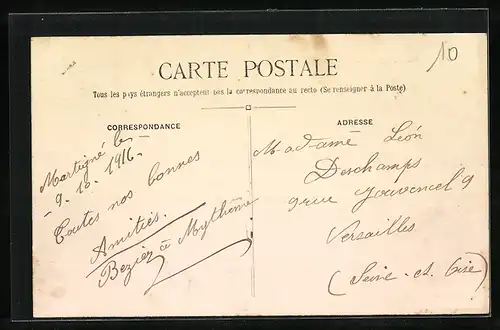 10
CARTE POSTALE
Tous les pays étrangers n'acceptent pas la correspondance au recto (Se renseigner à la Poste)
CORRESPONDANCE
Martigné le
9-10-1916-
Toutes nos bonnes
Amitiés.
Bezier à
ADRESSE
Madame Léon
Deschamps
9 rue Jouvencel 9
Versailles
(Seine-et-Oise)